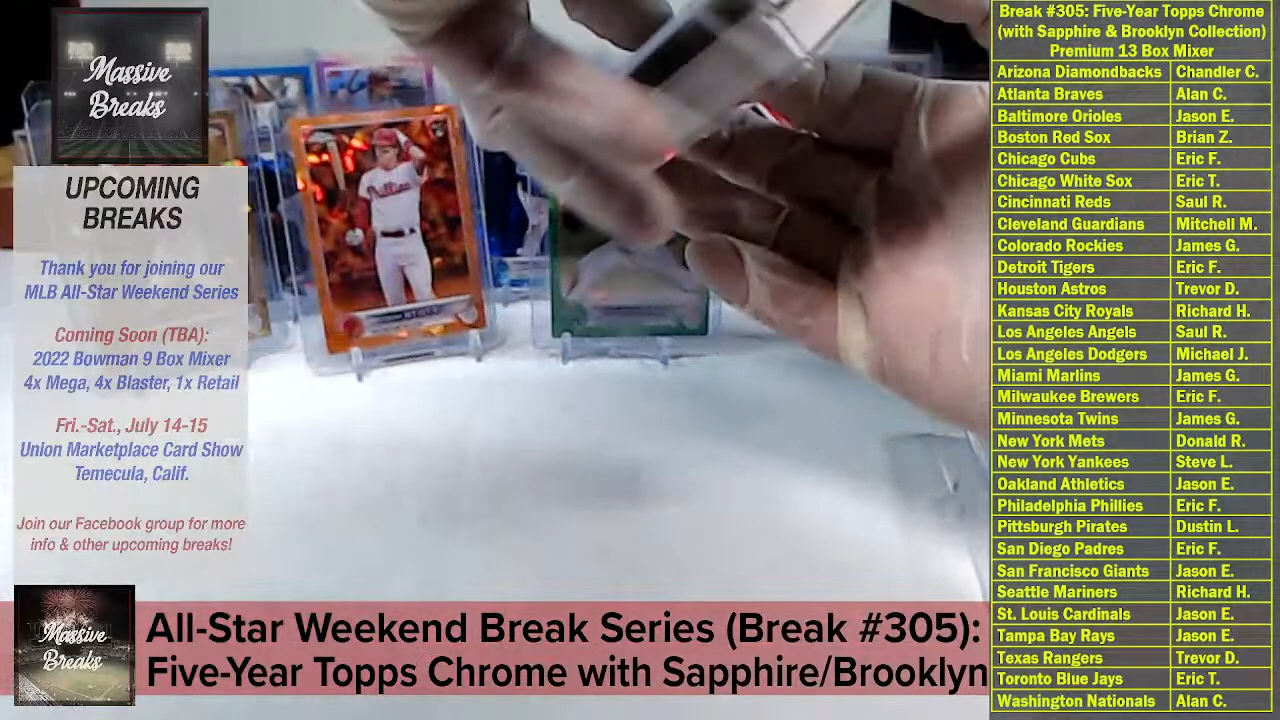 Massive
Breaks
UPCOMING
BREAKS
Thank you for joining our
MLB All-Star Weekend Series
Coming Soon (TBA):
2022 Bowman 9 Box Mixer
4x Mega, 4x Blaster, 1x Retail
Fri.-Sat., July 14-15
Union Marketplace Card Show
Temecula, Calif.
Join our Facebook group for more
info & other upcoming breaks!
Phillies
Massive
Breaks
All-Star Weekend Break Series (Break #305):
Five-Year Topps Chrome with Sapphire/Brooklyn
Break #305: Five-Year Topps Chrome
(with Sapphire & Brooklyn Collection)
Premium 13 Box Mixer
Arizona Diamondbacks Chandler C.
Atlanta Braves Alan C.
Baltimore Orioles Jason E.
Boston Red Sox Brian Z.
Chicago Cubs Eric F.
Chicago White Sox Eric T.
Cincinnati Reds Saul R.
Cleveland Guardians Mitchell M.
Colorado Rockies James G.
Detroit Tigers Eric F.
Houston Astros Trevor D.
Kansas City Royals Richard H.
Los Angeles Angels Saul R.
Los Angeles Dodgers Michael J.
Miami Marlins James G.
Milwaukee Brewers Eric F.
Minnesota Twins James G.
New York Mets Donald R.
New York Yankees Steve L.
Oakland Athletics Jason E.
Philadelphia Phillies Eric F.
Pittsburgh Pirates Dustin L.
San Diego Padres Eric F.
San Francisco Giants Jason E.
Seattle Mariners Richard H.
St. Louis Cardinals Jason E.
Tampa Bay Rays Jason E.
Texas Rangers Trevor D.
Toronto Blue Jays Eric T.
Washington Nationals Alan C.